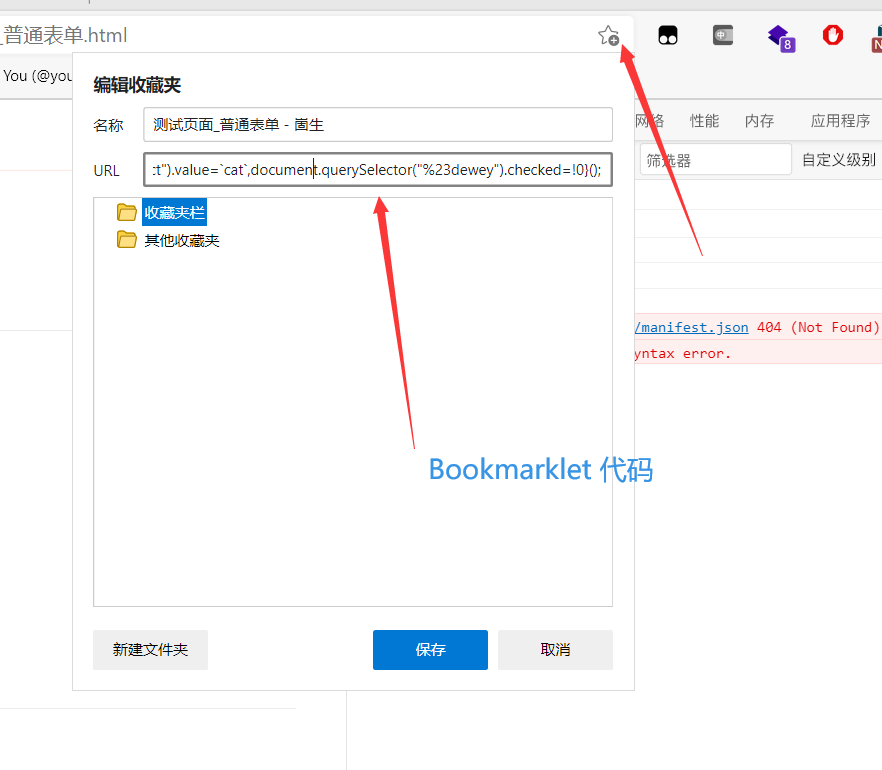 _普通表单.html
8
中
N
You (@you
编辑收藏夹
名称
测试页面_普通表单 - 崮生
URL
:t").value=`cat`,document.querySelector("%23dewey").checked=!0}();
收藏夹栏
其他收藏夹
网络 性能 内存 应用程序
筛选器 自定义级别
/manifest.json 404 (Not Found)
yntax error.
Bookmarklet 代码
新建文件夹 保存 取消